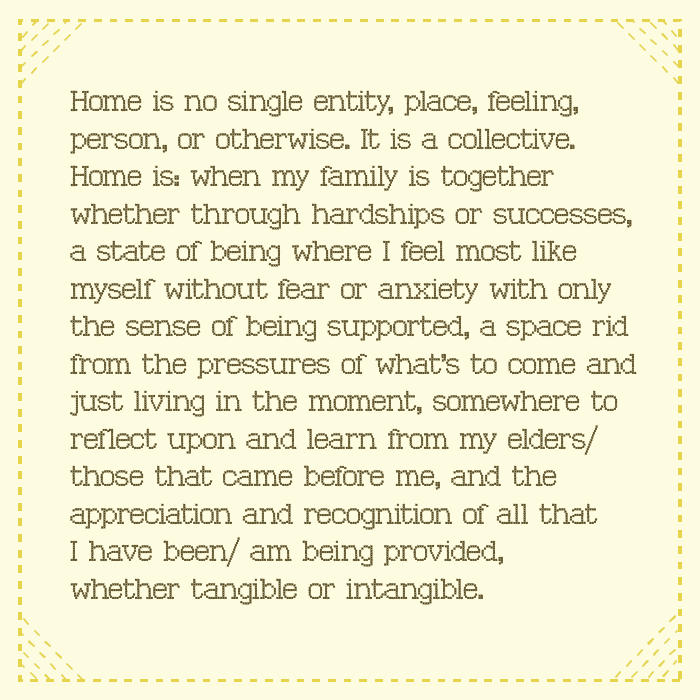 Home is no single entity, place, feeling,
person, or otherwise. It is a collective.
Home is: when my family is together
whether through hardships or successes,
a state of being where I feel most like
myself without fear or anxiety with only
the sense of being supported, a space rid
from the pressures of what's to come and
just living in the moment, somewhere to
reflect upon and learn from my elders/
those that came before me, and the
appreciation and recognition of all that
I have been/ am being provided,
whether tangible or intangible.